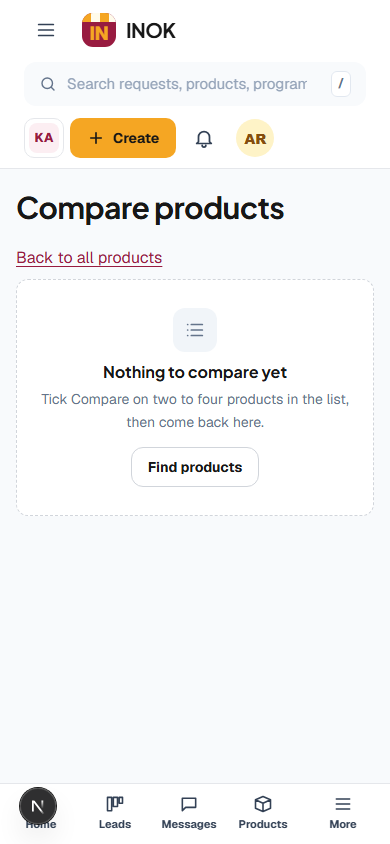 IN INOK
Search requests, products, program
/
KA
+ Create
AR
Compare products
Back to all products
Nothing to compare yet
Tick Compare on two to four products in the list,
then come back here.
Find products
N
Home
Leads
Messages
Products
More